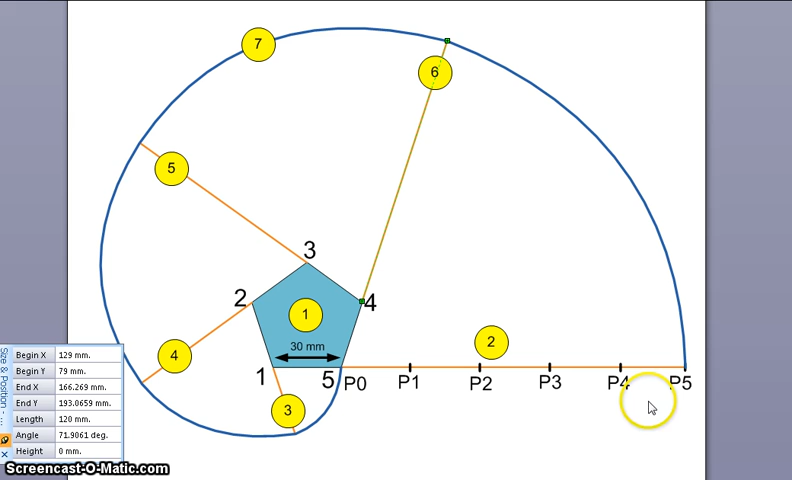 7
6
5
3
2
4
1
30 mm
2
4
1
5
P0
P1
P2
P3
P4
P5
3
Size & Position - ...
Begin X 129 mm.
Begin Y 79 mm.
End X 166.269 mm.
End Y 193.0659 mm.
Length 120 mm.
Angle 71.9061 deg.
Height 0 mm.
Screencast-O-Matic.com